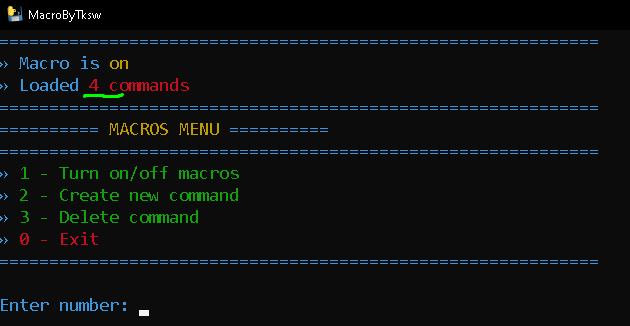 MacroByTksw
============================================================
» Macro is on
» Loaded 4 commands
============================================================
========== MACROS MENU ==========
============================================================
» 1 - Turn on/off macros
» 2 - Create new command
» 3 - Delete command
» 0 - Exit
============================================================
Enter number: